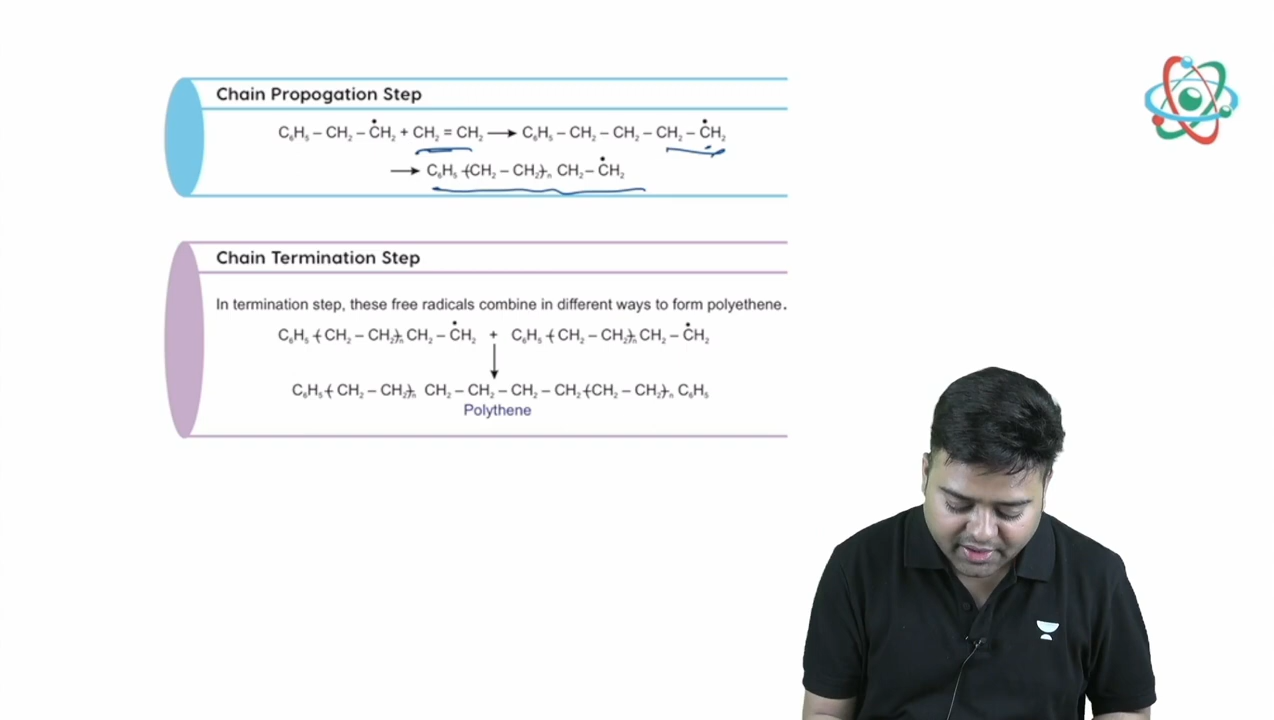 Chain Propogation Step
C₆H₅ – CH₂ – ĊH₂ + CH₂ = CH₂ ⟶ C₆H₅ – CH₂ – CH₂ – CH₂ – ĊH₂
⟶ C₆H₅ ⟮CH₂ – CH₂⟯ₙ CH₂ – ĊH₂
Chain Termination Step
In termination step, these free radicals combine in different ways to form polyethene.
C₆H₅ ⟮CH₂ – CH₂⟯ₙ CH₂ – ĊH₂ + C₆H₅ ⟮CH₂ – CH₂⟯ₙ CH₂ – ĊH₂
C₆H₅ ⟮CH₂ – CH₂⟯ₙ CH₂ – CH₂ – CH₂ – CH₂ ⟮CH₂ – CH₂⟯ₙ C₆H₅
Polythene